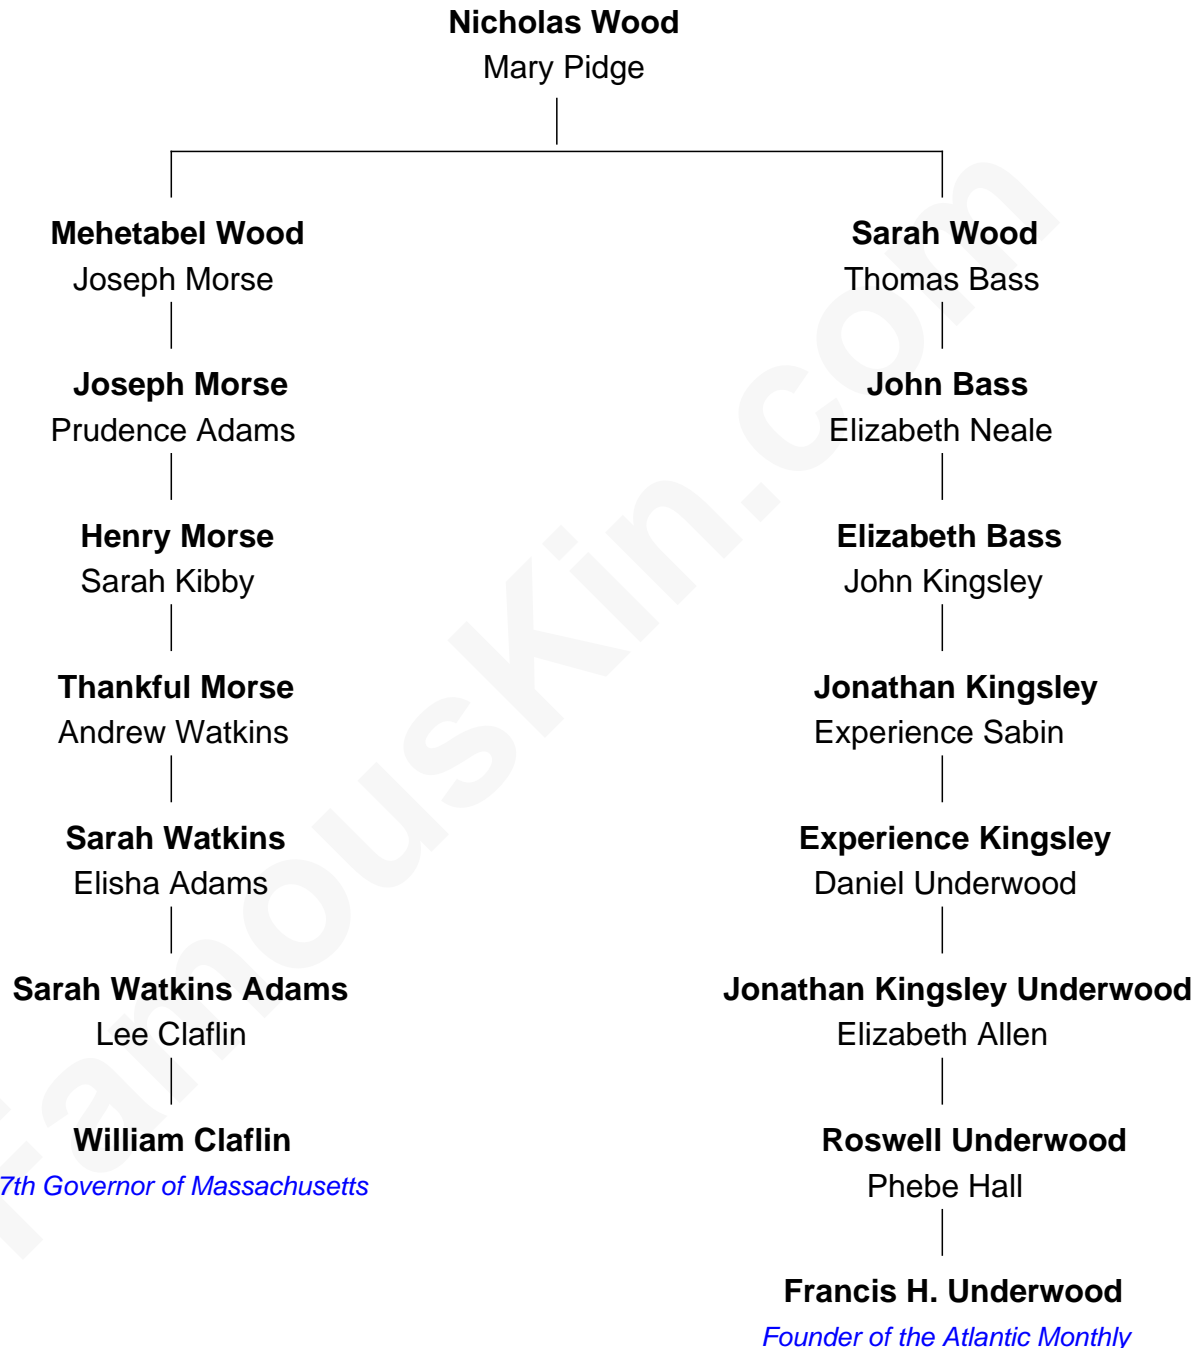 Nicholas Wood
Mary Pidge
Mehetabel Wood
Joseph Morse
Joseph Morse
Prudence Adams
Henry Morse
Sarah Kibby
Thankful Morse
Andrew Watkins
Sarah Watkins
Elisha Adams
Sarah Watkins Adams
Lee Claflin
William Claflin
7th Governor of Massachusetts
Sarah Wood
Thomas Bass
John Bass
Elizabeth Neale
Elizabeth Bass
John Kingsley
Jonathan Kingsley
Experience Sabin
Experience Kingsley
Daniel Underwood
Jonathan Kingsley Underwood
Elizabeth Allen
Roswell Underwood
Phebe Hall
Francis H. Underwood
Founder of the Atlantic Monthly
FamousKin.com